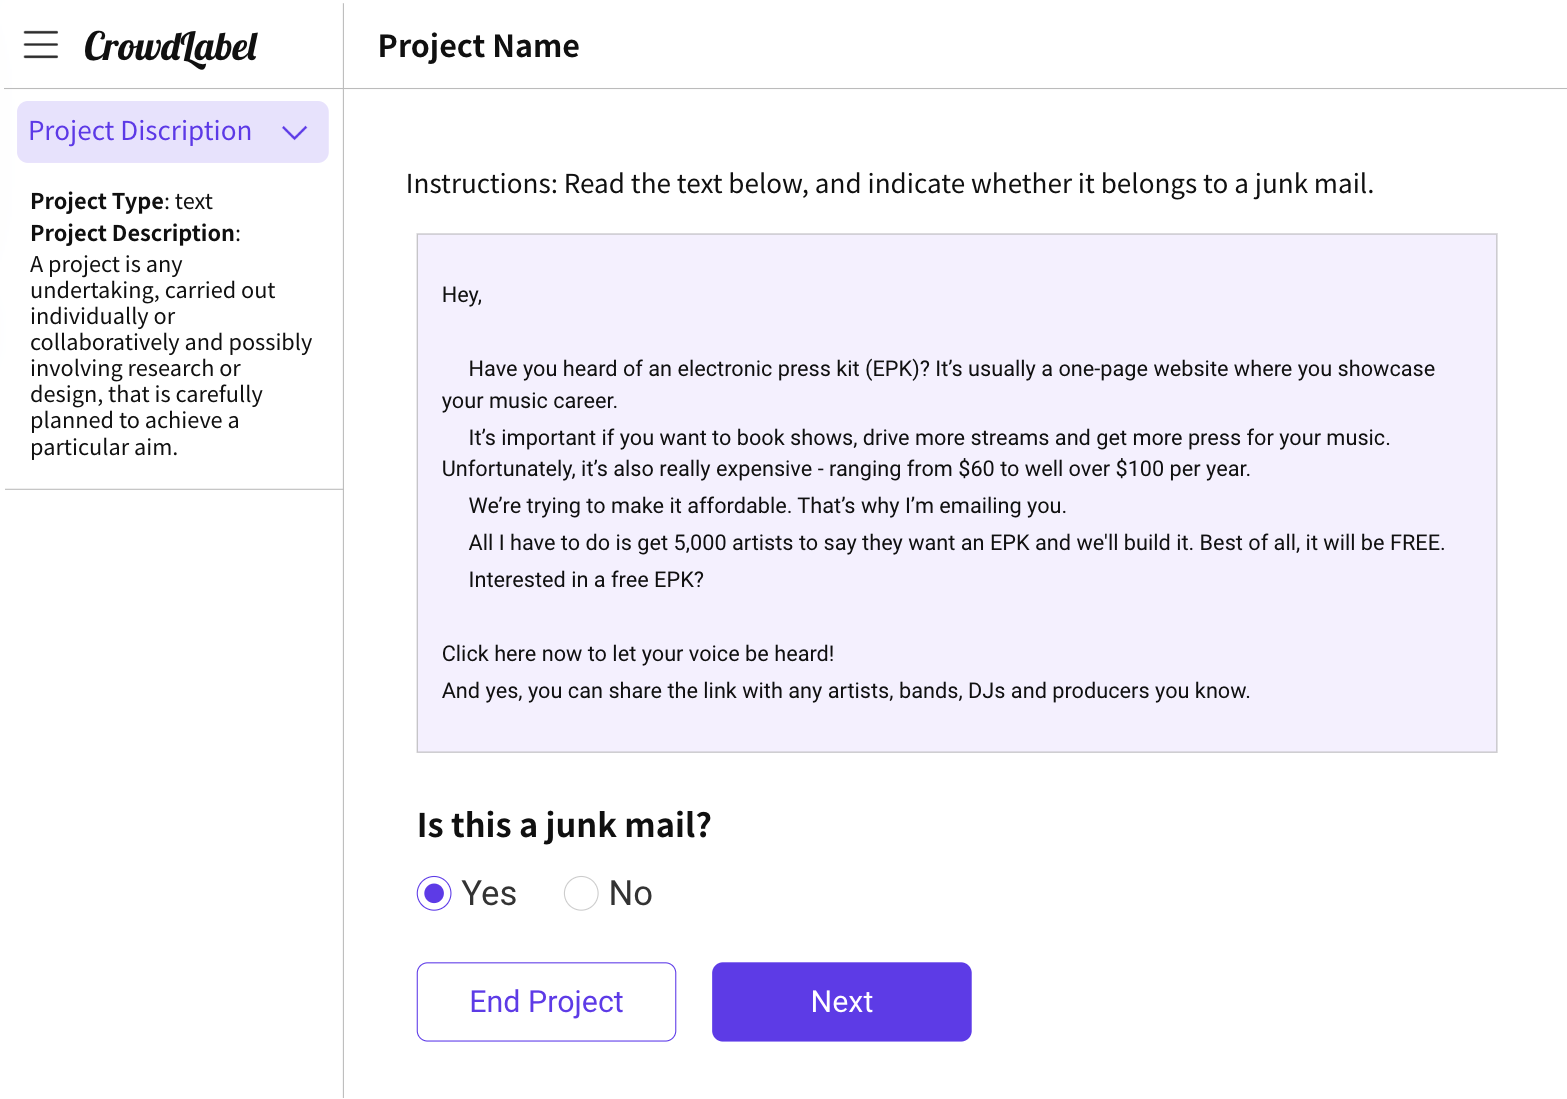 CrowdLabel
Project Name
Project Discription
Project Type: text
Project Description:
A project is any
undertaking, carried out
individually or
collaboratively and possibly
involving research or
design, that is carefully
planned to achieve a
particular aim.
Instructions: Read the text below, and indicate whether it belongs to a junk mail.
Hey,
Have you heard of an electronic press kit (EPK)? It’s usually a one-page website where you showcase
your music career.
It’s important if you want to book shows, drive more streams and get more press for your music.
Unfortunately, it’s also really expensive - ranging from $60 to well over $100 per year.
We’re trying to make it affordable. That’s why I’m emailing you.
All I have to do is get 5,000 artists to say they want an EPK and we'll build it. Best of all, it will be FREE.
Interested in a free EPK?
Click here now to let your voice be heard!
And yes, you can share the link with any artists, bands, DJs and producers you know.
Is this a junk mail?
Yes No
End Project Next